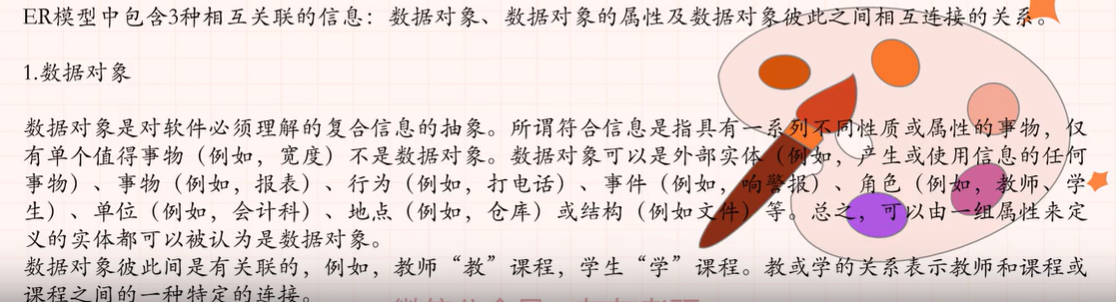 ER模型中包含3种相互关联的信息：数据对象、数据对象的属性及数据对象彼此之间相互连接的关系。
1.数据对象
数据对象是对软件必须理解的复合信息的抽象。所谓符合信息是指具有一系列不同性质或属性的事物，仅
有单个值得事物（例如，宽度）不是数据对象。数据对象可以是外部实体（例如，产生或使用信息的任何
事物）、事物（例如，报表）、行为（例如，打电话）、事件（例如，响警报）、角色（例如，教师、学
生）、单位（例如，会计科）、地点（例如，仓库）或结构（例如文件）等。总之，可以由一组属性来定
义的实体都可以被认为是数据对象。
数据对象彼此间是有关联的，例如，教师“教”课程，学生“学”课程。教或学的关系表示教师和课程或
课程之间的一种特定的连接。